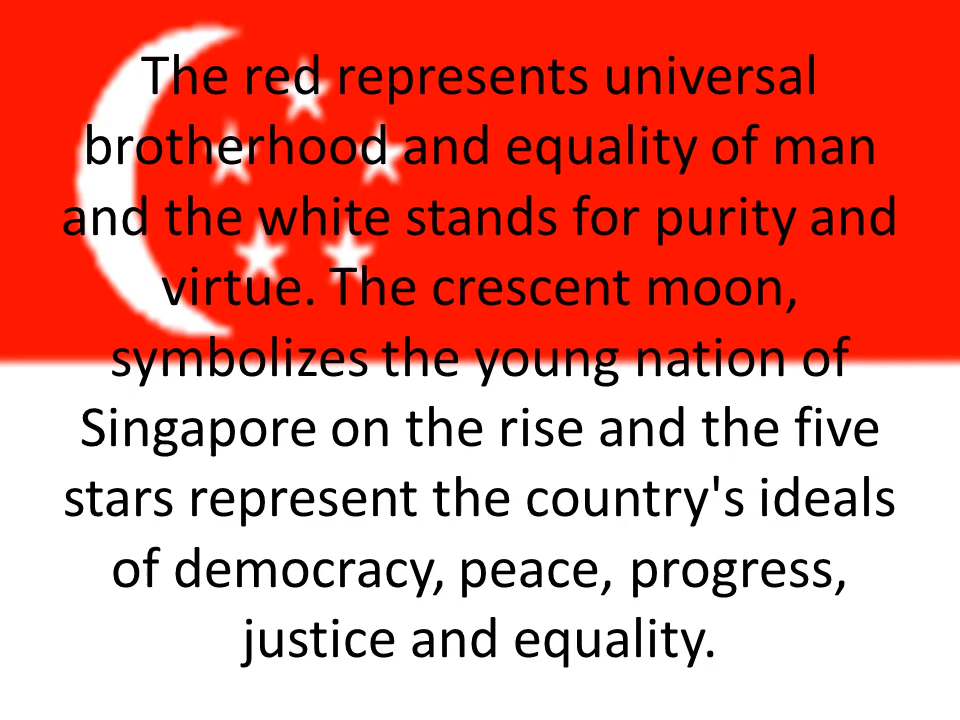 The red represents universal
brotherhood and equality of man
and the white stands for purity and
virtue. The crescent moon,
symbolizes the young nation of
Singapore on the rise and the five
stars represent the country's ideals
of democracy, peace, progress,
justice and equality.